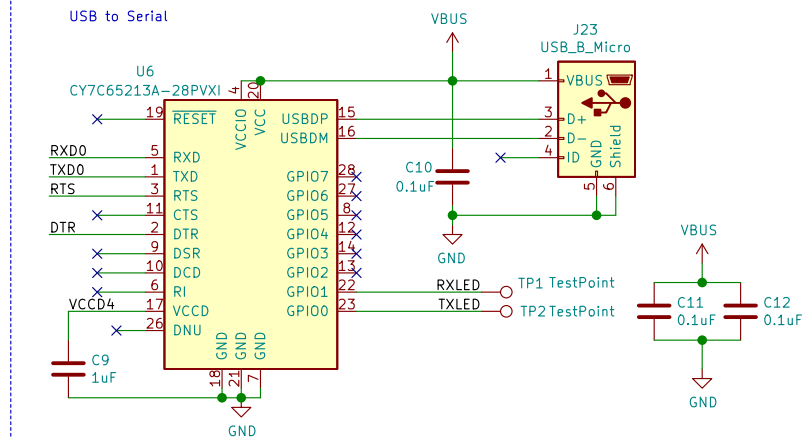 USB to Serial
VBUS
J23
USB_B_Micro
U6
CY7C65213A-28PVXI
4
20
1
VBUS
19
RESET
VCCIO
VCC
USBDP
15
3
D+
USBDM
16
2
D-
4
ID
GND
Shield
5
6
RXD0
5
RXD
TXD0
1
TXD
RTS
3
RTS
11
CTS
DTR
2
DTR
9
DSR
10
DCD
6
RI
VCCD4
17
VCCD
26
DNU
GPIO7
28
GPIO6
27
GPIO5
8
GPIO4
12
GPIO3
14
GPIO2
13
GPIO1
22
RXLED
TP1
TestPoint
GPIO0
23
TXLED
TP2
TestPoint
C10
0.1uF
GND
VBUS
C11
0.1uF
C12
0.1uF
GND
C9
1uF
GND
GND
GND
18
21
7
GND